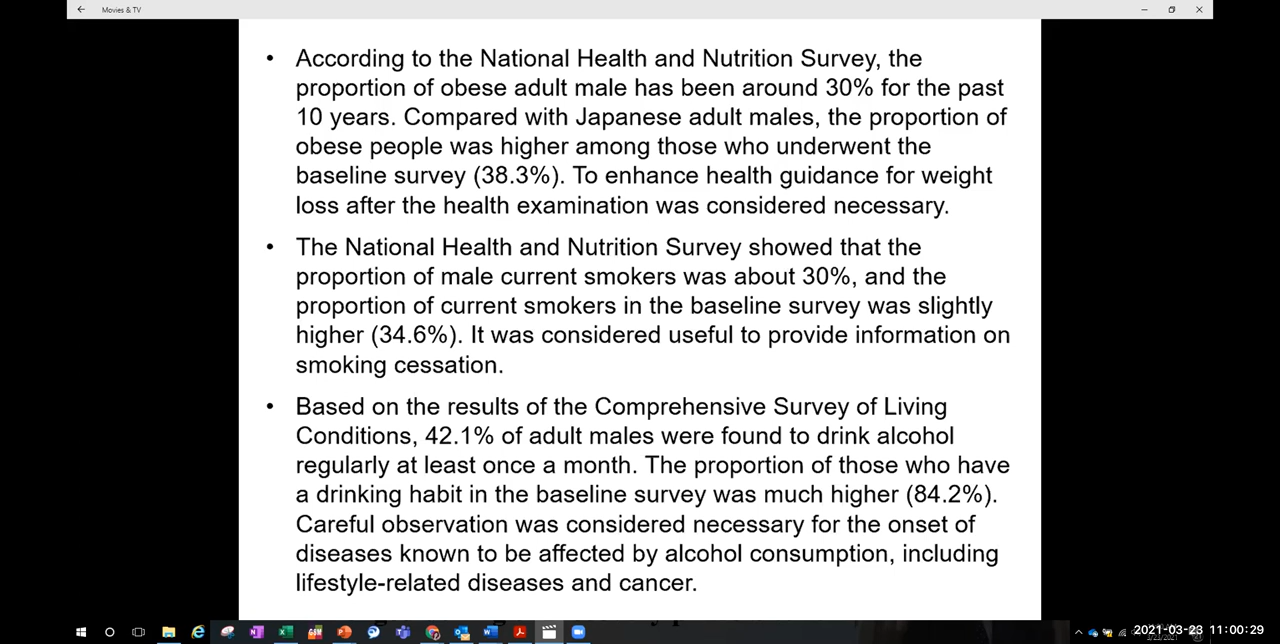 Movies & TV
• According to the National Health and Nutrition Survey, the
proportion of obese adult male has been around 30% for the past
10 years. Compared with Japanese adult males, the proportion of
obese people was higher among those who underwent the
baseline survey (38.3%). To enhance health guidance for weight
loss after the health examination was considered necessary.
• The National Health and Nutrition Survey showed that the
proportion of male current smokers was about 30%, and the
proportion of current smokers in the baseline survey was slightly
higher (34.6%). It was considered useful to provide information on
smoking cessation.
• Based on the results of the Comprehensive Survey of Living
Conditions, 42.1% of adult males were found to drink alcohol
regularly at least once a month. The proportion of those who have
a drinking habit in the baseline survey was much higher (84.2%).
Careful observation was considered necessary for the onset of
diseases known to be affected by alcohol consumption, including
lifestyle-related diseases and cancer.
2021-03-23 11:00:29